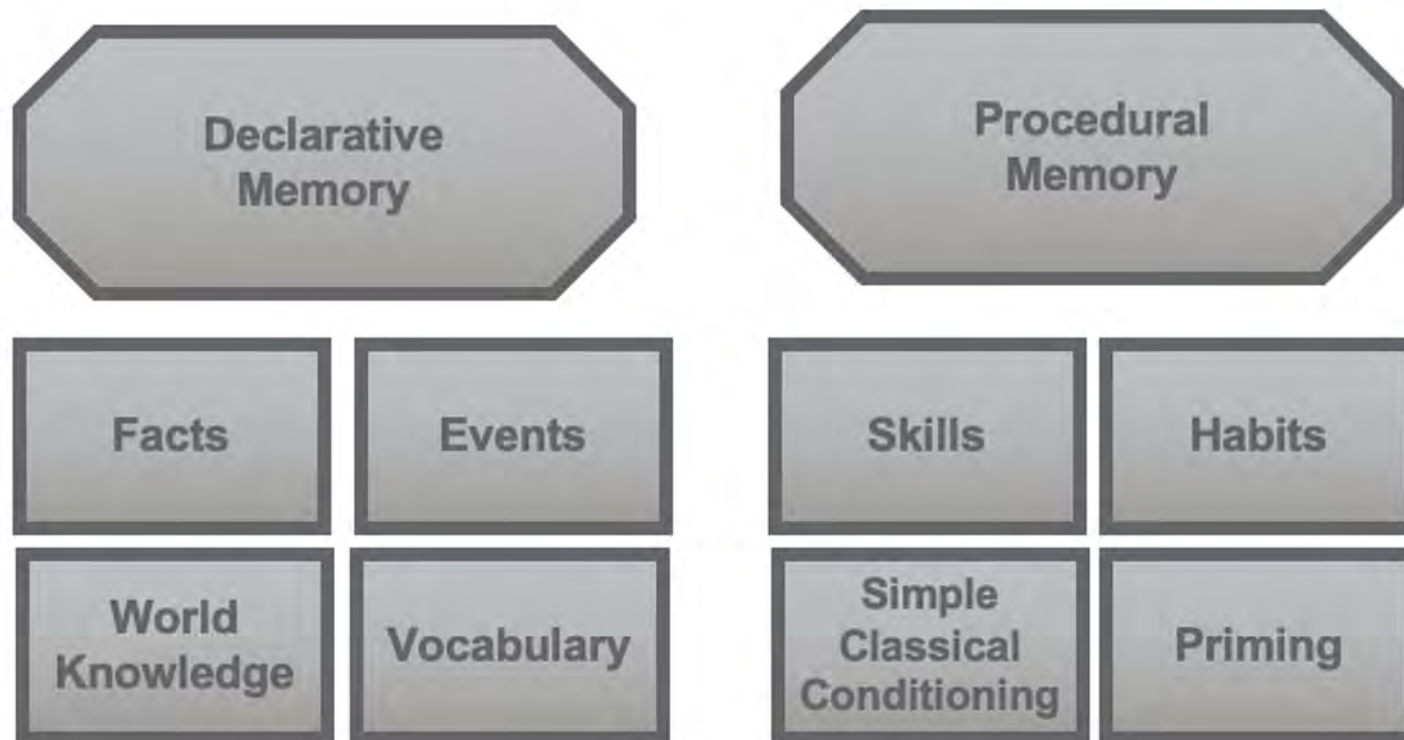 Declarative
Memory
Procedural
Memory
Facts
Events
Skills
Habits
World
Knowledge
Vocabulary
Simple
Classical
Conditioning
Priming